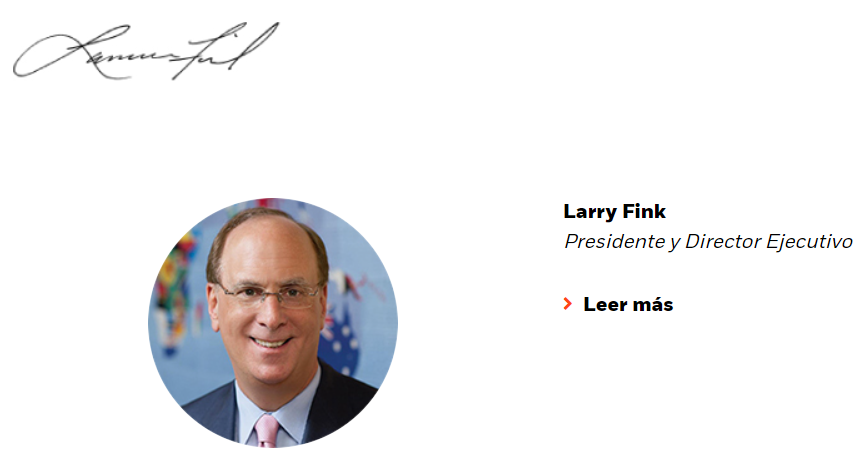 Larry Fink
Presidente y Director Ejecutivo
Leer más